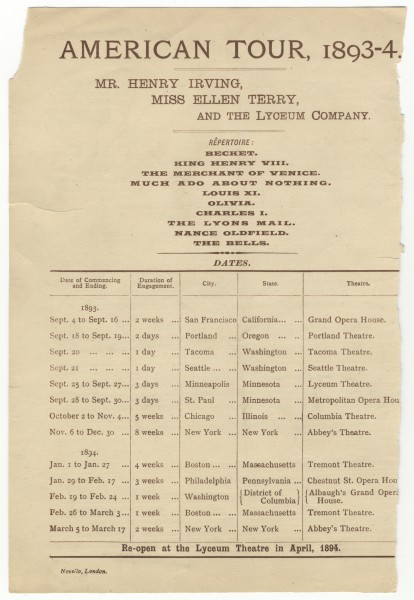 AMERICAN TOUR, 1893-4.
MR. HENRY IRVING,
MISS ELLEN TERRY,
AND THE LYCEUM COMPANY.
RÉPERTOIRE:
BECKET.
KING HENRY VIII.
THE MERCHANT OF VENICE.
MUCH ADO ABOUT NOTHING.
LOUIS XI.
OLIVIA.
CHARLES I.
THE LYONS MAIL.
NANCE OLDFIELD.
THE BELLS.
DATES.
Date of Commencing and Ending. Duration of Engagement. City. State. Theatre.
1893.
Sept. 4 to Sept. 16 ... 2 weeks ... San Francisco California... ... Grand Opera House.
Sept. 18 to Sept. 19... 2 days ... Portland ... Oregon ... ... Portland Theatre.
Sept. 20 ... ... ... 1 day ... Tacoma ... Washington ... Tacoma Theatre.
Sept. 21 ... ... ... 1 day ... Seattle ... ... Washington ... Seattle Theatre.
Sept. 25 to Sept. 27... 3 days ... Minneapolis Minnesota ... Lyceum Theatre.
Sept. 28 to Sept. 30... 3 days ... St. Paul ... Minnesota ... Metropolitan Opera Hou
October 2 to Nov. 4... 5 weeks ... Chicago ... Illinois ... ... Columbia Theatre.
Nov. 6 to Dec. 30 ... 8 weeks ... New York ... New York ... Abbey's Theatre.
1894.
Jan. 1 to Jan. 27 ... 4 weeks ... Boston ... ... Massachusetts Tremont Theatre.
Jan. 29 to Feb. 17 ... 3 weeks ... Philadelphia Pennsylvania ... Chestnut St. Opera Hou
Feb. 19 to Feb. 24 ... 1 week ... Washington {District of Columbia} {Albaugh's Grand Opera House.
Feb. 26 to March 3 ... 1 week ... Boston ... ... Massachusetts Tremont Theatre.
March 5 to March 17 2 weeks ... New York ... New York ... Abbey's Theatre.
Re-open at the Lyceum Theatre in April, 1894.
Novello, London.